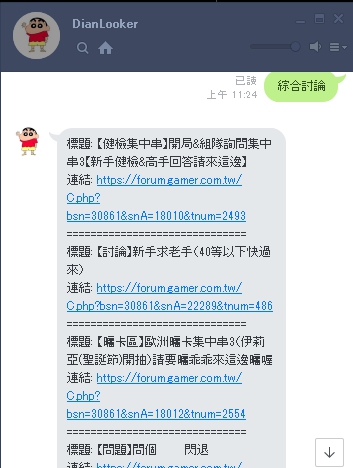 DianLooker
已讀
上午 11:24
綜合討論
標題:【健檢集中串】開局&組隊詢問集中
串3【新手健檢&高手回答請來這邊】
連結: https://forum.gamer.com.tw/
C.php?
bsn=30861&snA=18010&tnum=2493
==============================
標題:【討論】新手求老手(40等以下快過
來)
連結: https://forum.gamer.com.tw/
C.php?bsn=30861&snA=22289&tnum=486
==============================
標題:【曬卡區】歐洲曬卡集中串3(伊莉
亞(聖誕節)開抽)請要曬乖乖來這邊曬喔
連結: https://forum.gamer.com.tw/
C.php?
bsn=30861&snA=18012&tnum=2554
==============================
標題:【問題】問個 閃退
連結: https://forum.gamer.com.tw/